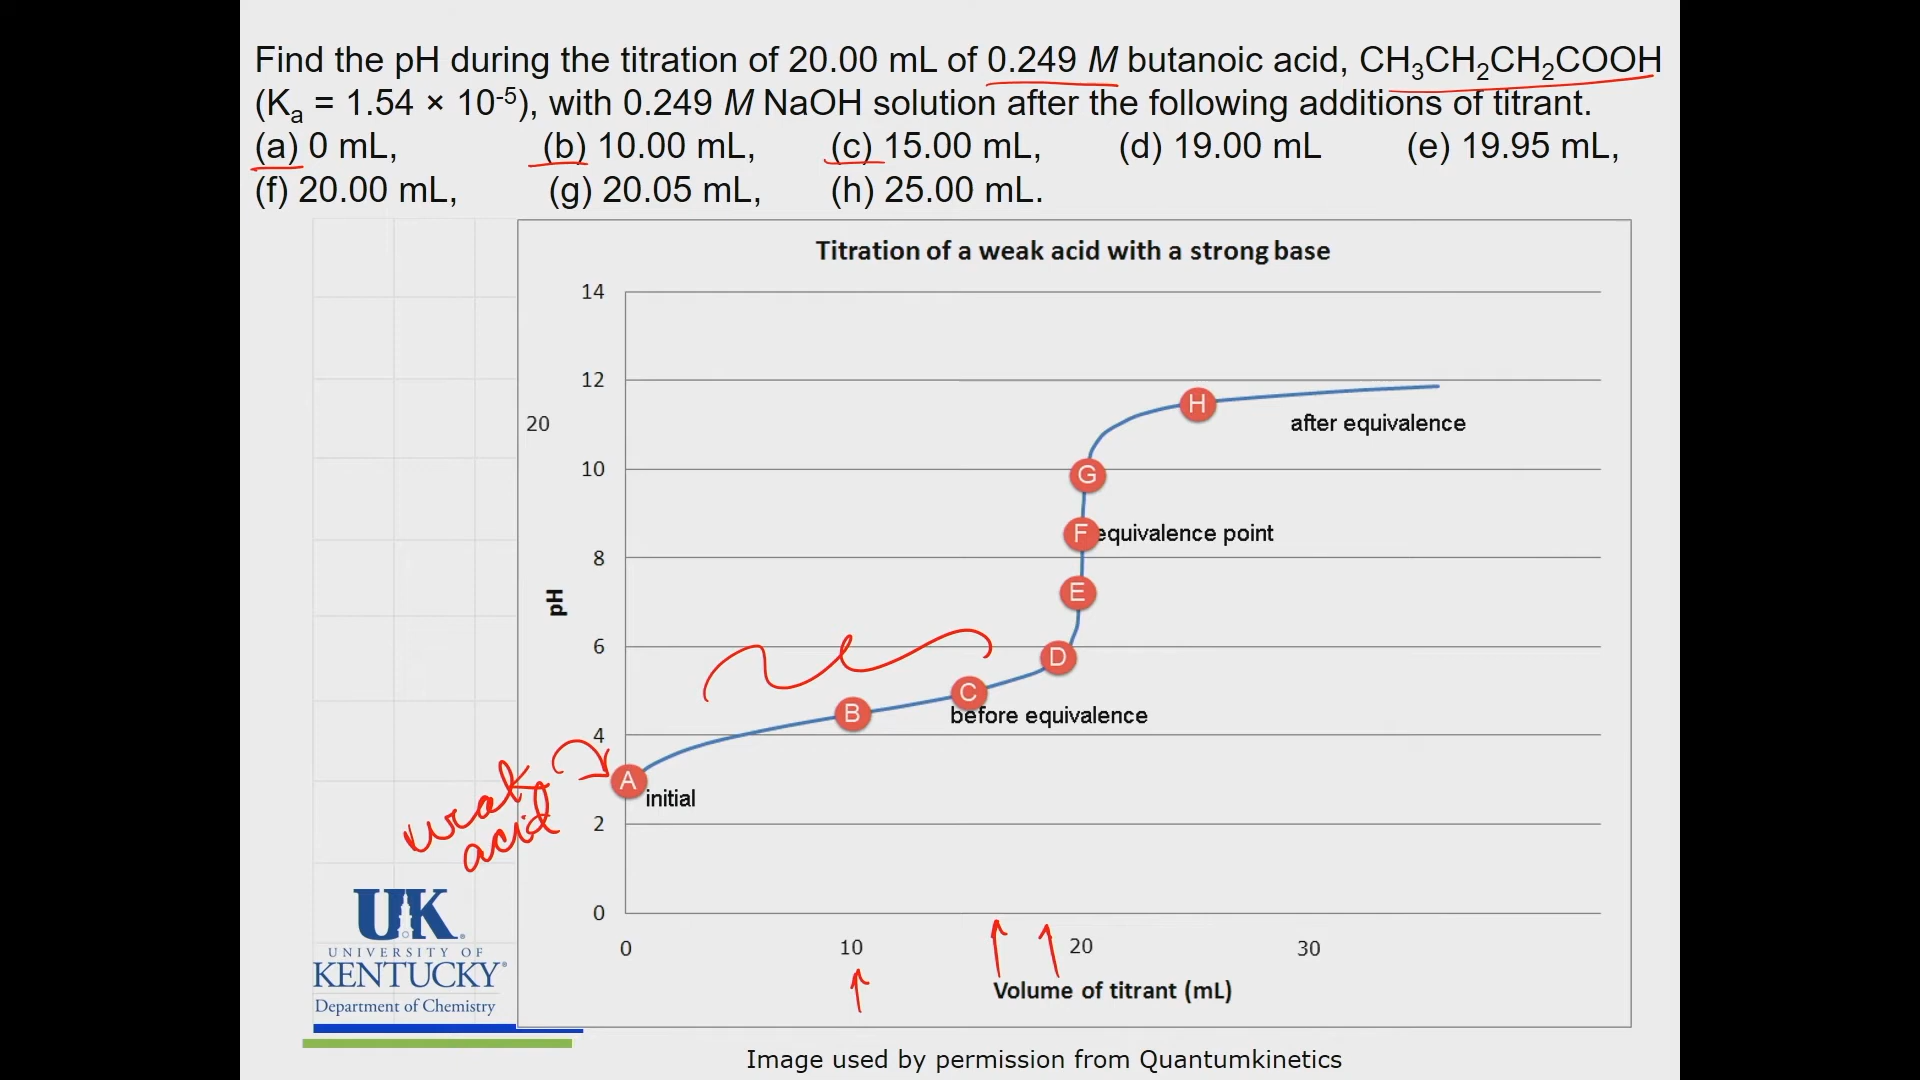 Find the pH during the titration of 20.00 mL of 0.249 M butanoic acid, CH₃CH₂CH₂COOH
(Kₐ = 1.54 × 10⁻⁵), with 0.249 M NaOH solution after the following additions of titrant.
(a) 0 mL, (b) 10.00 mL, (c) 15.00 mL, (d) 19.00 mL (e) 19.95 mL,
(f) 20.00 mL, (g) 20.05 mL, (h) 25.00 mL.
Titration of a weak acid with a strong base
14
12
H
20
after equivalence
10
G
F equivalence point
8
E
pH
6
D
C
B
before equivalence
4
A
initial
weak
acid
2
0
0 10 20 30
Volume of titrant (mL)
UK
UNIVERSITY OF
KENTUCKY®
Department of Chemistry
Image used by permission from Quantumkinetics